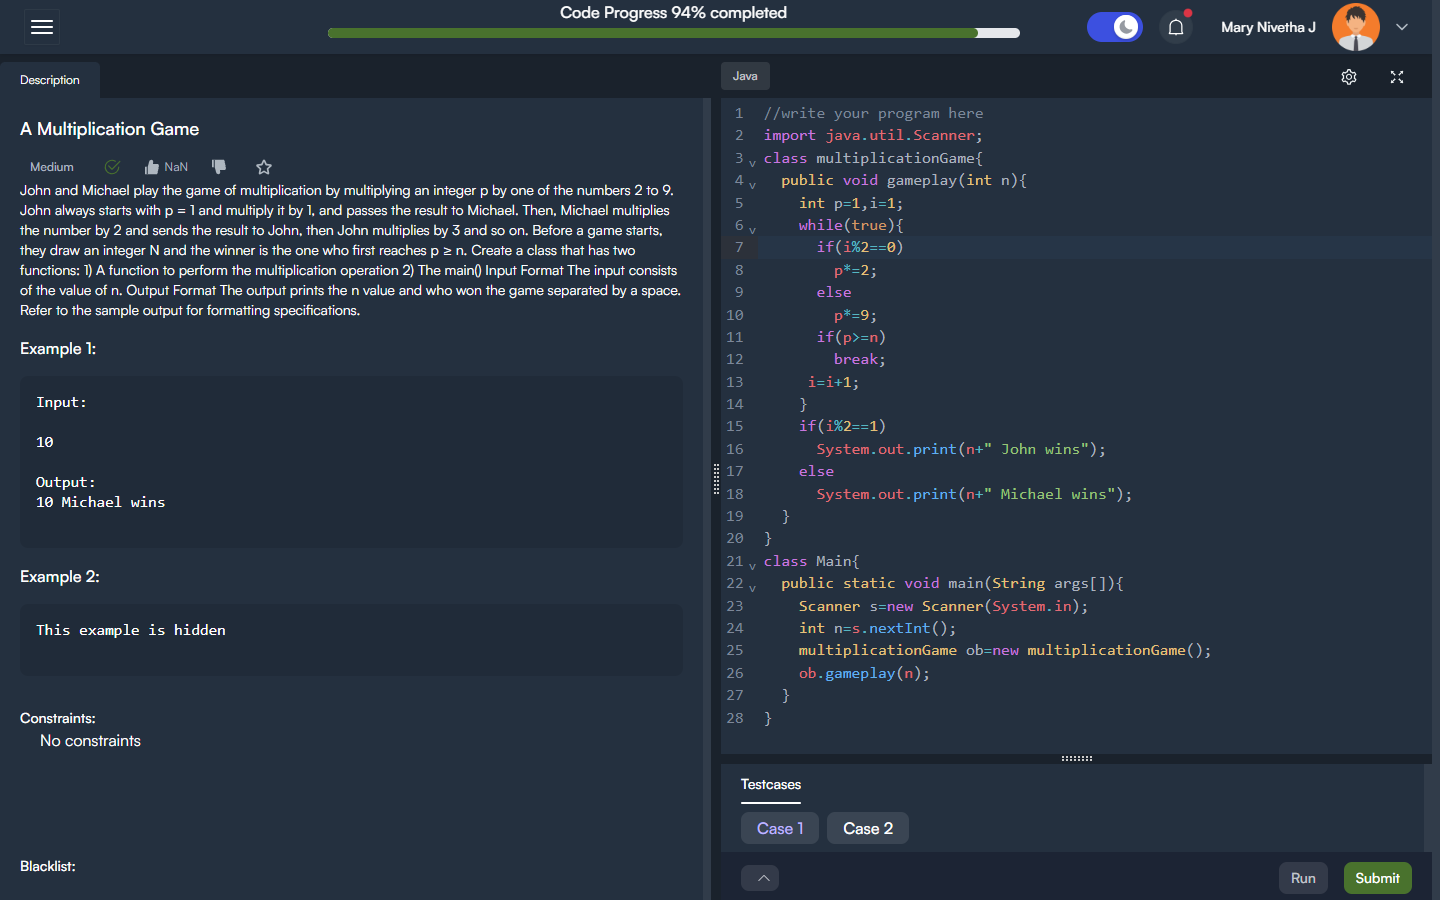 Code Progress 94% completed
Mary Nivetha J
Description
A Multiplication Game
Medium
NaN
John and Michael play the game of multiplication by multiplying an integer p by one of the numbers 2 to 9.
John always starts with p = 1 and multiply it by 1, and passes the result to Michael. Then, Michael multiplies
the number by 2 and sends the result to John, then John multiplies by 3 and so on. Before a game starts,
they draw an integer N and the winner is the one who first reaches p ≥ n. Create a class that has two
functions: 1) A function to perform the multiplication operation 2) The main() Input Format The input consists
of the value of n. Output Format The output prints the n value and who won the game separated by a space.
Refer to the sample output for formatting specifications.
Example 1:
Input:
10
Output:
10 Michael wins
Example 2:
This example is hidden
Constraints:
No constraints
Blacklist:
Java
1 //write your program here
2 import java.util.Scanner;
3 class multiplicationGame{
4 public void gameplay(int n){
5 int p=1,i=1;
6 while(true){
7 if(i%2==0)
8 p*=2;
9 else
10 p*=9;
11 if(p>=n)
12 break;
13 i=i+1;
14 }
15 if(i%2==1)
16 System.out.print(n+" John wins");
17 else
18 System.out.print(n+" Michael wins");
19 }
20 }
21 class Main{
22 public static void main(String args[]){
23 Scanner s=new Scanner(System.in);
24 int n=s.nextInt();
25 multiplicationGame ob=new multiplicationGame();
26 ob.gameplay(n);
27 }
28 }
Testcases
Case 1
Case 2
Run
Submit